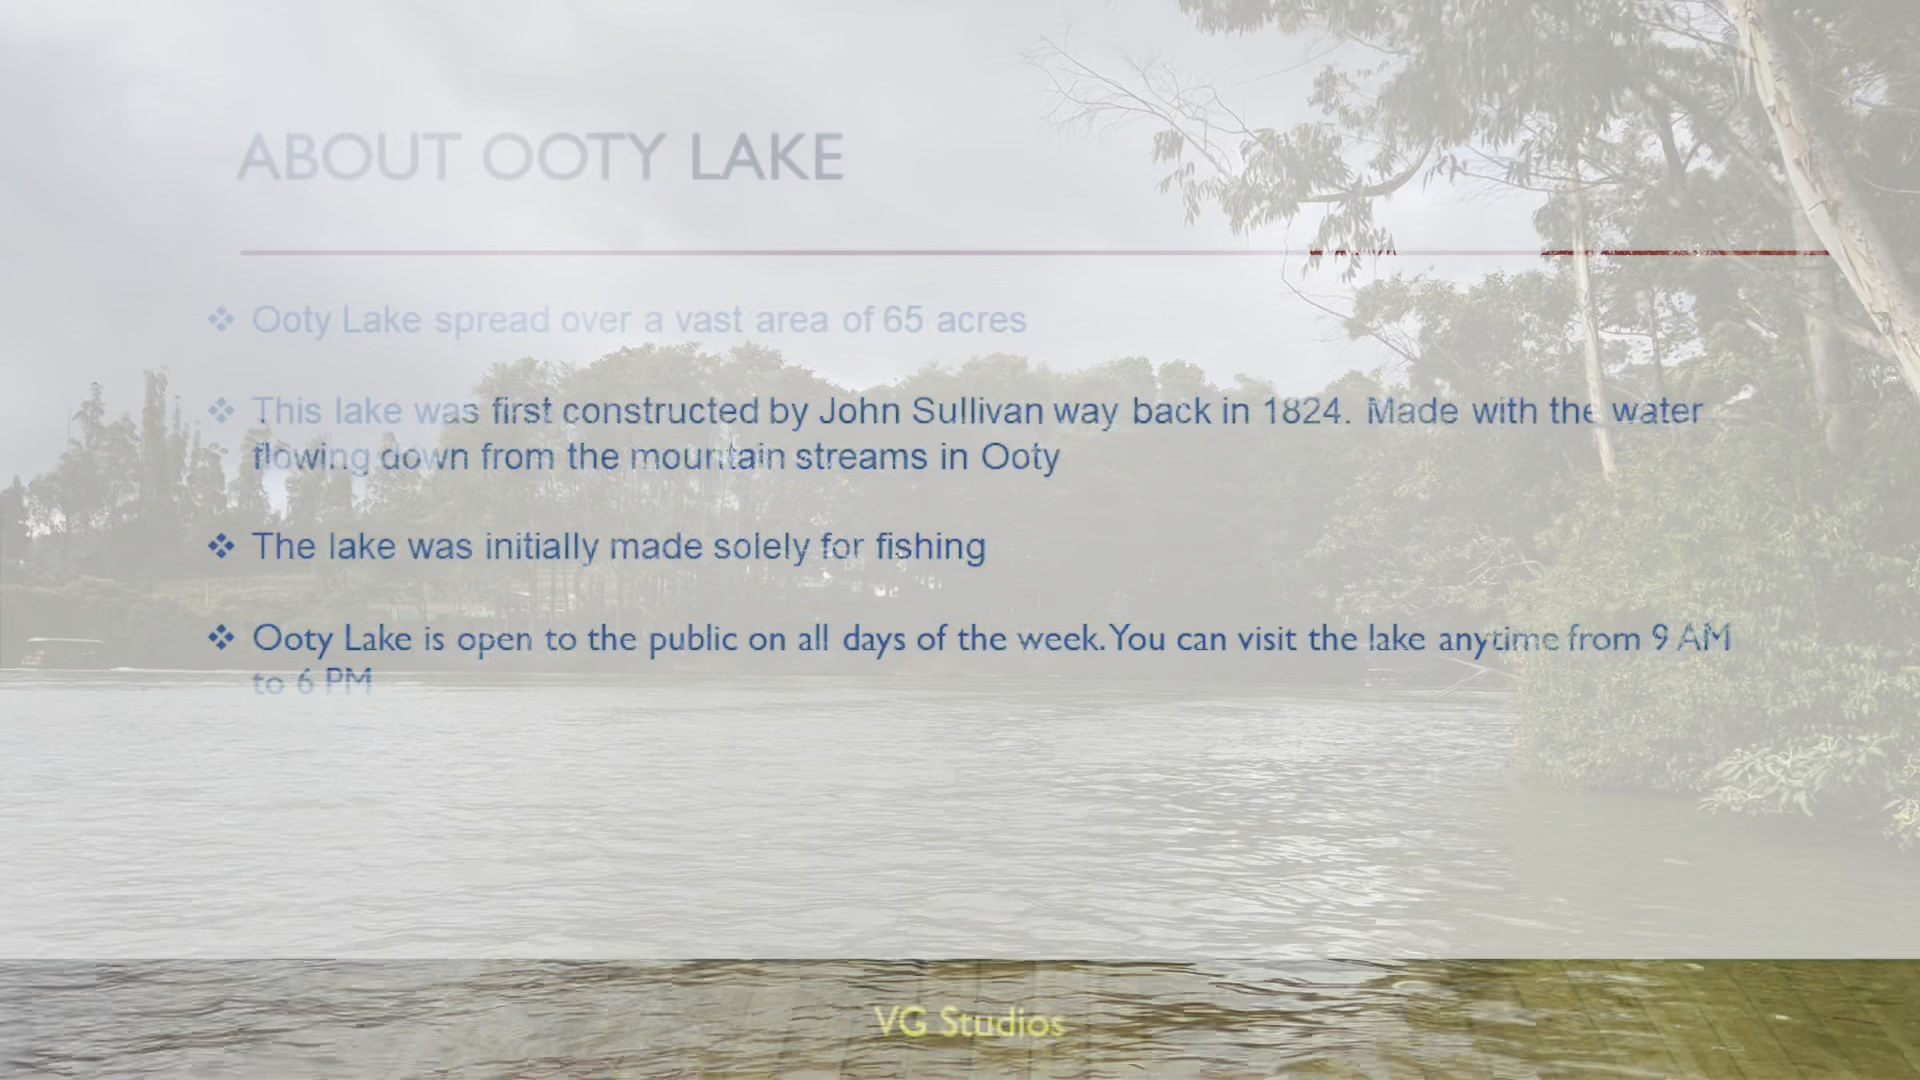 ABOUT OOTY LAKE
❖ Ooty Lake spread over a vast area of 65 acres
❖ This lake was first constructed by John Sullivan way back in 1824. Made with the water
flowing down from the mountain streams in Ooty
❖ The lake was initially made solely for fishing
❖ Ooty Lake is open to the public on all days of the week. You can visit the lake anytime from 9 AM
to 6 PM
VG Studios